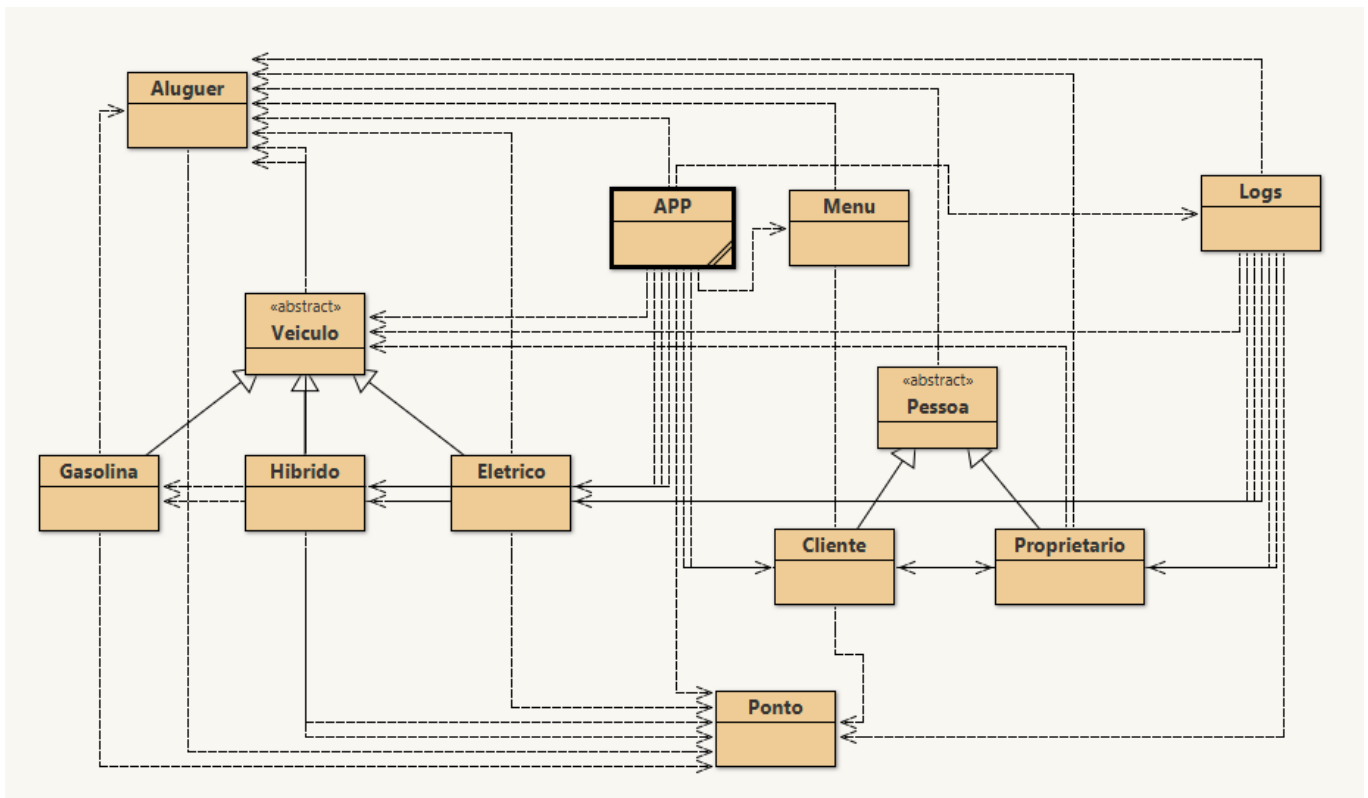 Aluguer
APP
Menu
Logs
«abstract»
Veiculo
«abstract»
Pessoa
Gasolina
Hibrido
Eletrico
Cliente
Proprietario
Ponto